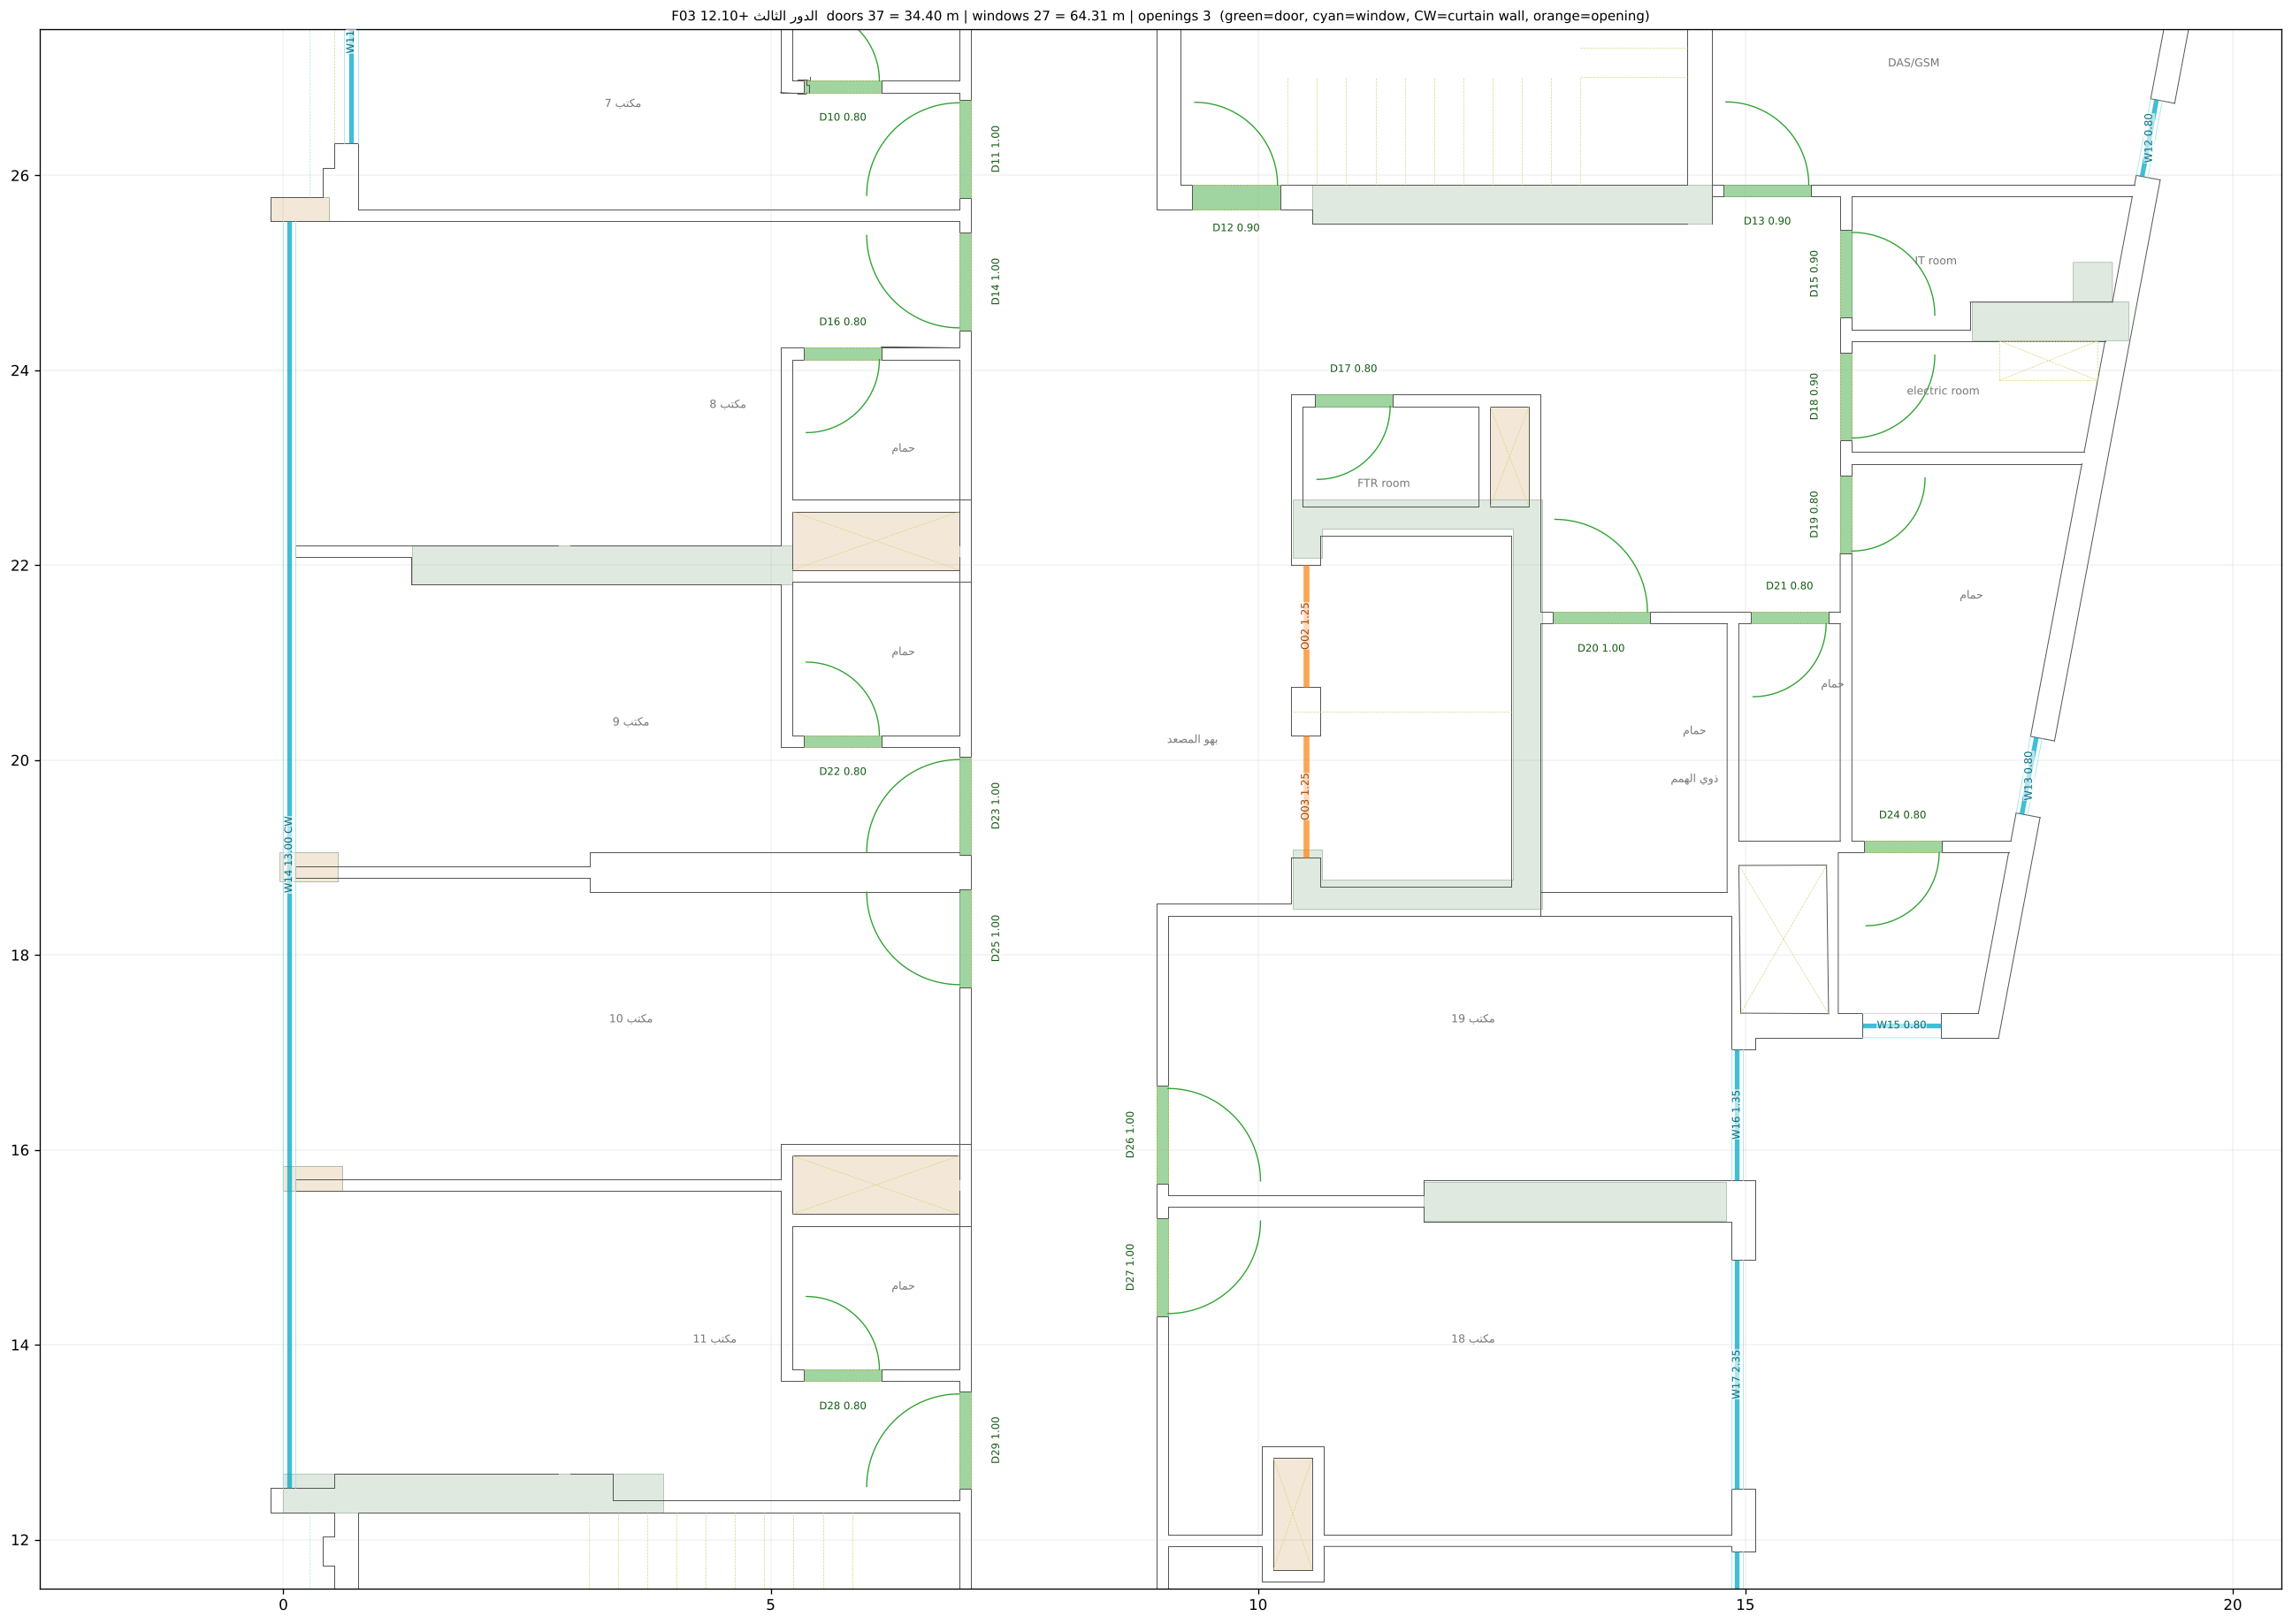 F03 12.10+ الدور الثالث  doors 37 = 34.40 m | windows 27 = 64.31 m | openings 3  (green=door, cyan=window, CW=curtain wall, orange=opening)
W11
DAS/GSM
مكتب 7
D10 0.80
D11 1.00
W12 0.80
26
D12 0.90
D13 0.90
D14 1.00
D15 0.90
IT room
D16 0.80
24
D17 0.80
D18 0.90
electric room
مكتب 8
حمام
FTR room
D19 0.80
22
D21 0.80
حمام
O02 1.25
حمام
D20 1.00
حمام
مكتب 9
حمام
بهو المصعد
20
ذوي الهمم
D22 0.80
D23 1.00
O03 1.25
W13 0.80
D24 0.80
W14 13.00 CW
D25 1.00
18
مكتب 10
مكتب 19
W15 0.80
D26 1.00
W16 1.35
16
D27 1.00
حمام
14
مكتب 11
مكتب 18
W17 2.35
D28 0.80
D29 1.00
12
0
5
10
15
20